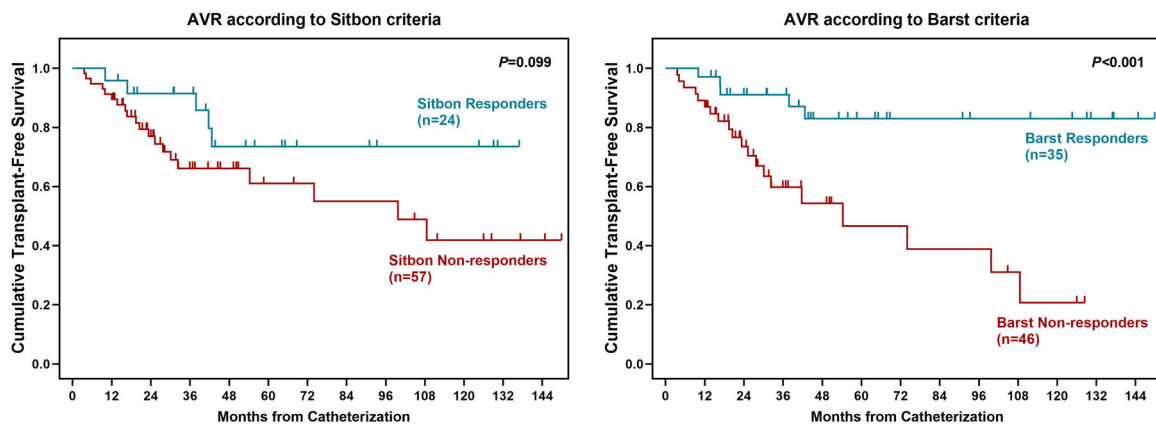 AVR according to Sitbon criteria
P=0.099
Cumulative Transplant-Free Survival
1.0
0.8
0.6
0.4
0.2
0.0
Sitbon Responders
(n=24)
Sitbon Non-responders
(n=57)
0 12 24 36 48 60 72 84 96 108 120 132 144
Months from Catheterization
AVR according to Barst criteria
P<0.001
Cumulative Transplant-Free Survival
1.0
0.8
0.6
0.4
0.2
0.0
Barst Responders
(n=35)
Barst Non-responders
(n=46)
0 12 24 36 48 60 72 84 96 108 120 132 144
Months from Catheterization